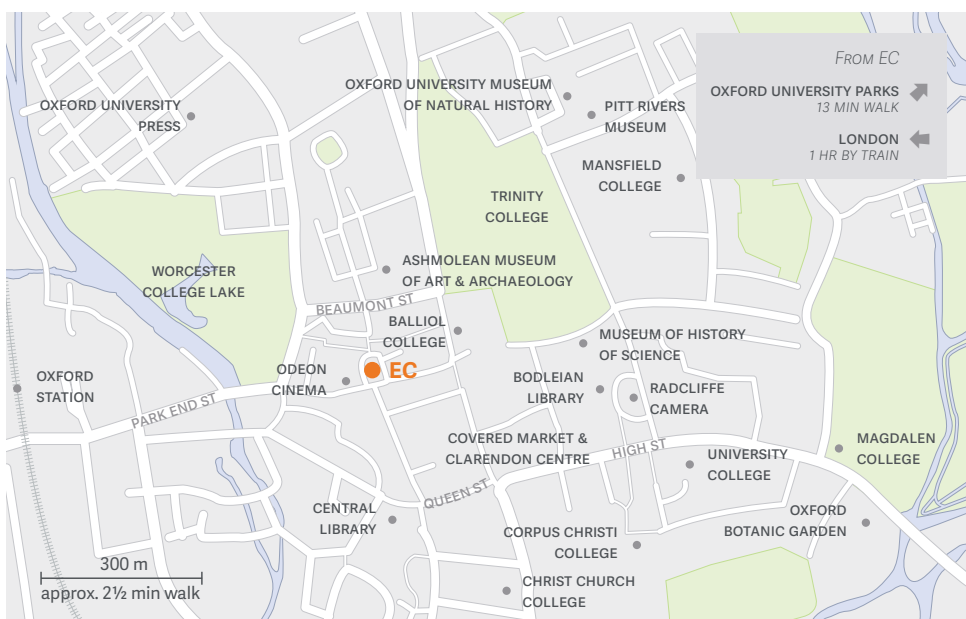 FROM EC
OXFORD UNIVERSITY PARKS
13 MIN WALK
LONDON
1 HR BY TRAIN
OXFORD UNIVERSITY
PRESS
OXFORD UNIVERSITY MUSEUM
OF NATURAL HISTORY
PITT RIVERS
MUSEUM
MANSFIELD
COLLEGE
TRINITY
COLLEGE
WORCESTER
COLLEGE LAKE
ASHMOLEAN MUSEUM
OF ART & ARCHAEOLOGY
BEAUMONT ST
BALLIOL
COLLEGE
MUSEUM OF HISTORY
OF SCIENCE
ODEON
CINEMA
EC
OXFORD
STATION
BODLEIAN
LIBRARY
RADCLIFFE
CAMERA
PARK END ST
COVERED MARKET &
CLARENDON CENTRE
HIGH ST
UNIVERSITY
COLLEGE
MAGDALEN
COLLEGE
QUEEN ST
CENTRAL
LIBRARY
CORPUS CHRISTI
COLLEGE
OXFORD
BOTANIC GARDEN
CHRIST CHURCH
COLLEGE
300 m
approx. 2½ min walk